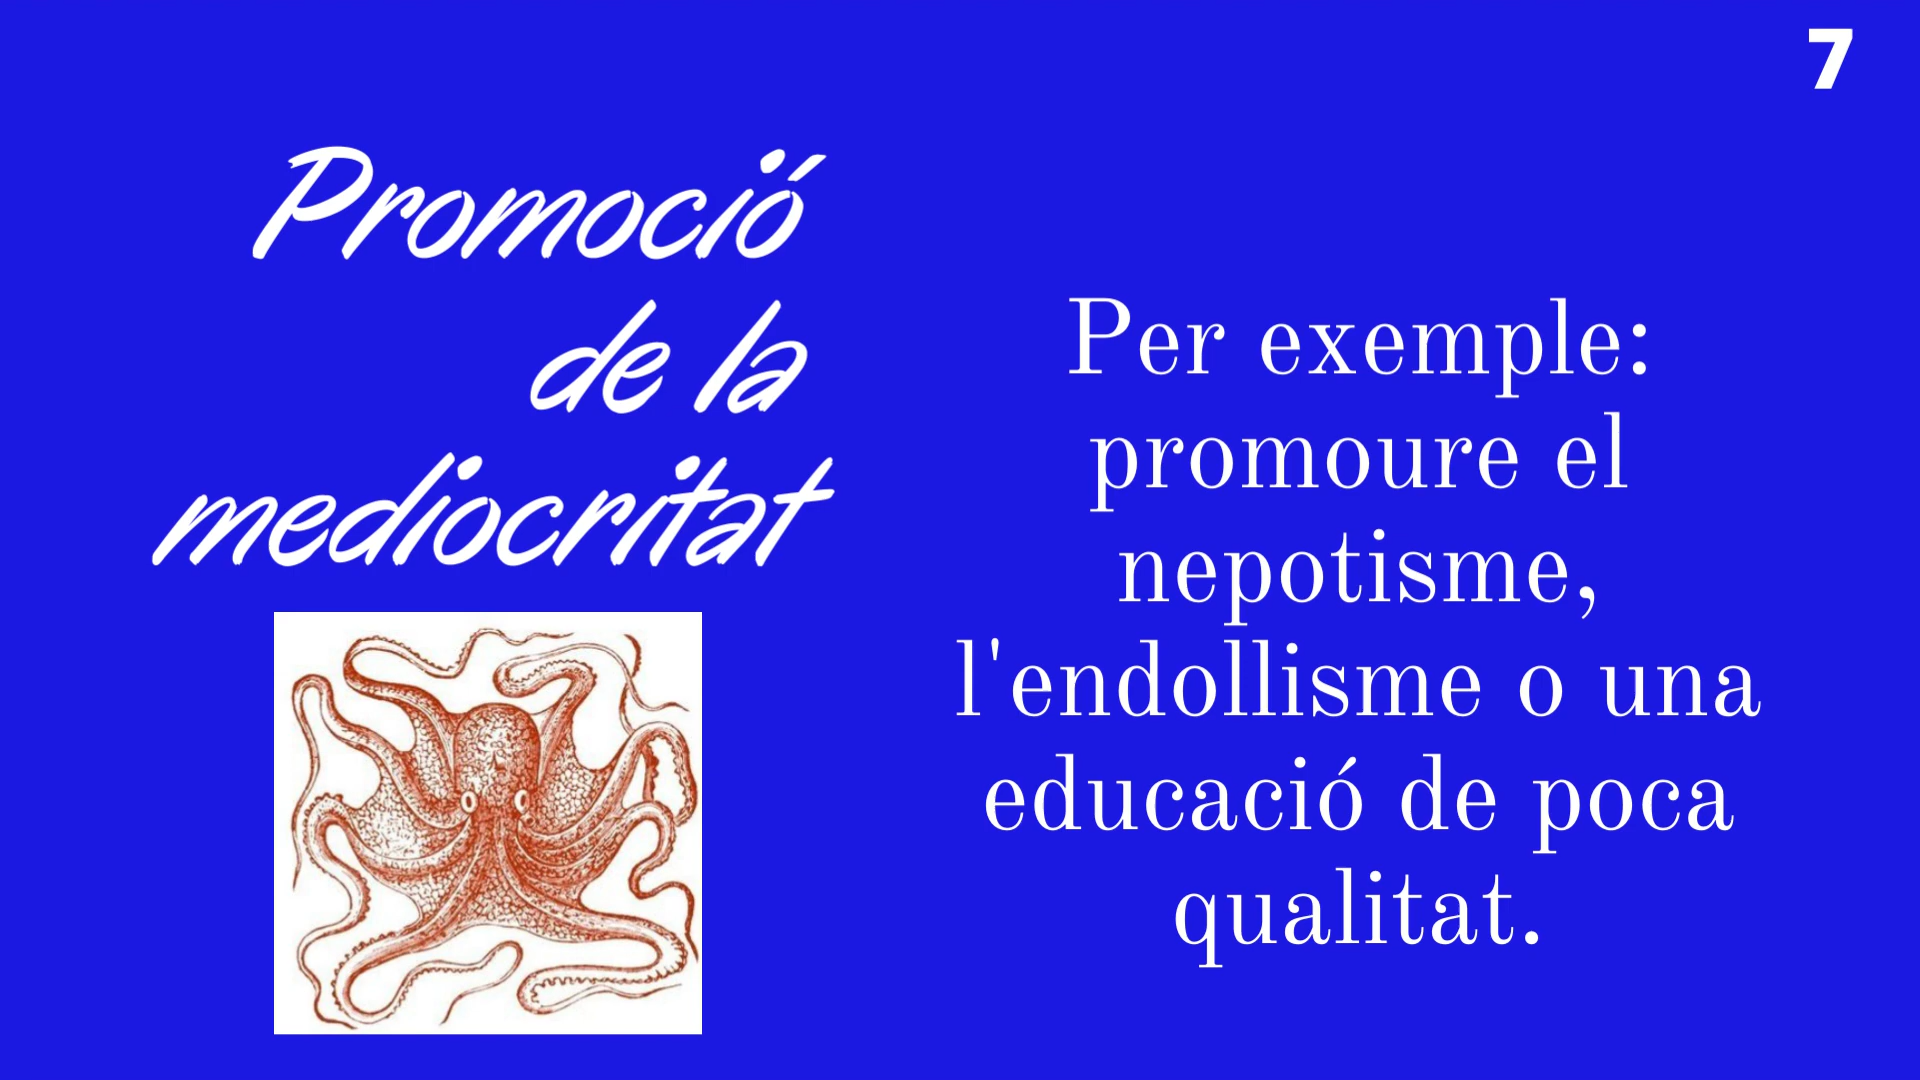 7
Promoció
de la
mediocritat
Per exemple:
promoure el
nepotisme,
l'endollisme o una
educació de poca
qualitat.